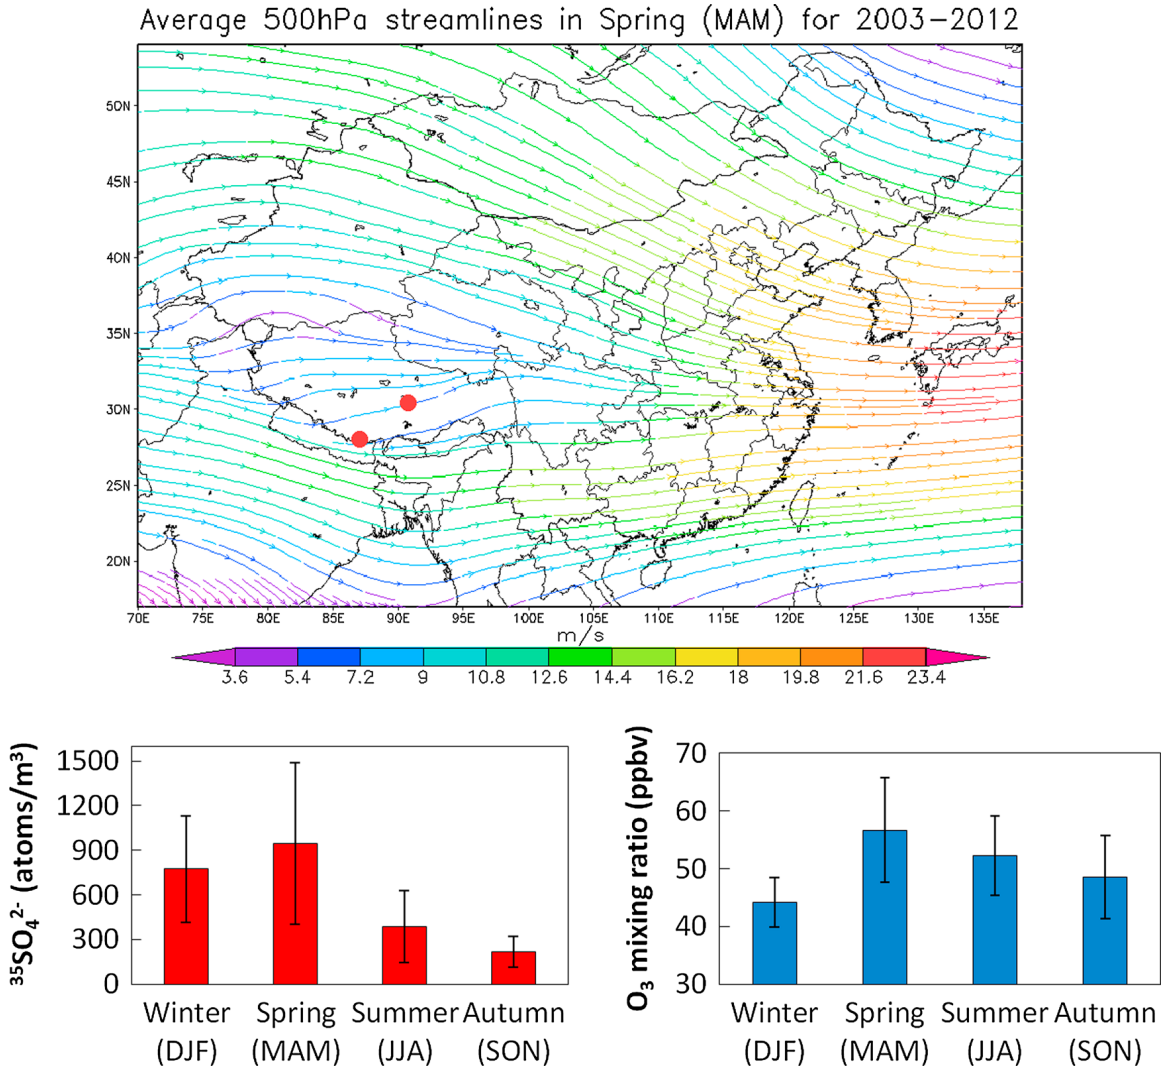 Average 500hPa streamlines in Spring (MAM) for 2003-2012
50N
45N
40N
35N
30N
25N
20N
70E 75E 80E 85E 90E 95E 100E 105E 110E 115E 120E 125E 130E 135E
m/s
3.6 5.4 7.2 9 10.8 12.6 14.4 16.2 18 19.8 21.6 23.4
³⁵SO₄²⁻ (atoms/m³)
1500
1200
900
600
300
0
Winter (DJF)
Spring (MAM)
Summer (JJA)
Autumn (SON)
O₃ mixing ratio (ppbv)
70
60
50
40
30
Winter (DJF)
Spring (MAM)
Summer (JJA)
Autumn (SON)